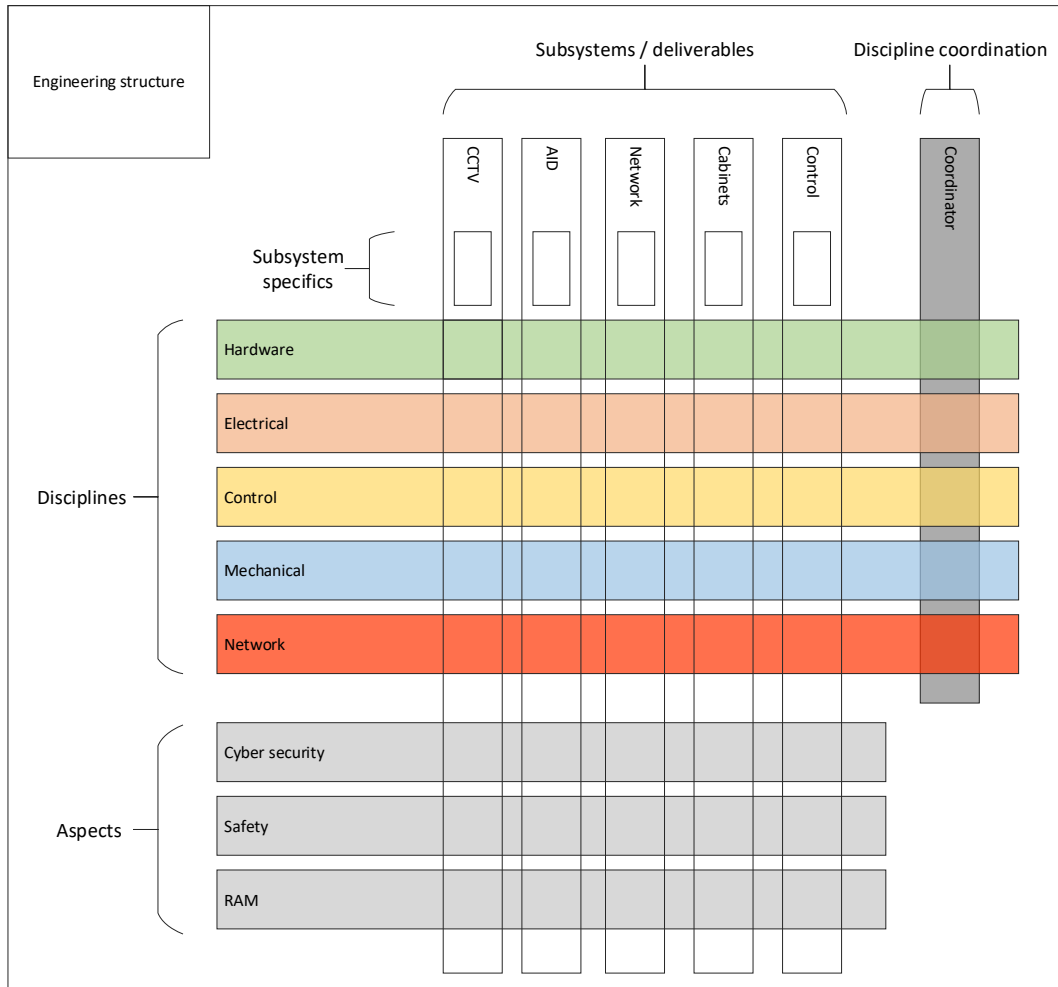 Engineering structure
Subsystems / deliverables
Discipline coordination
CCTV
AID
Network
Cabinets
Control
Coordinator
Subsystem
specifics
Disciplines
Hardware
Electrical
Control
Mechanical
Network
Aspects
Cyber security
Safety
RAM